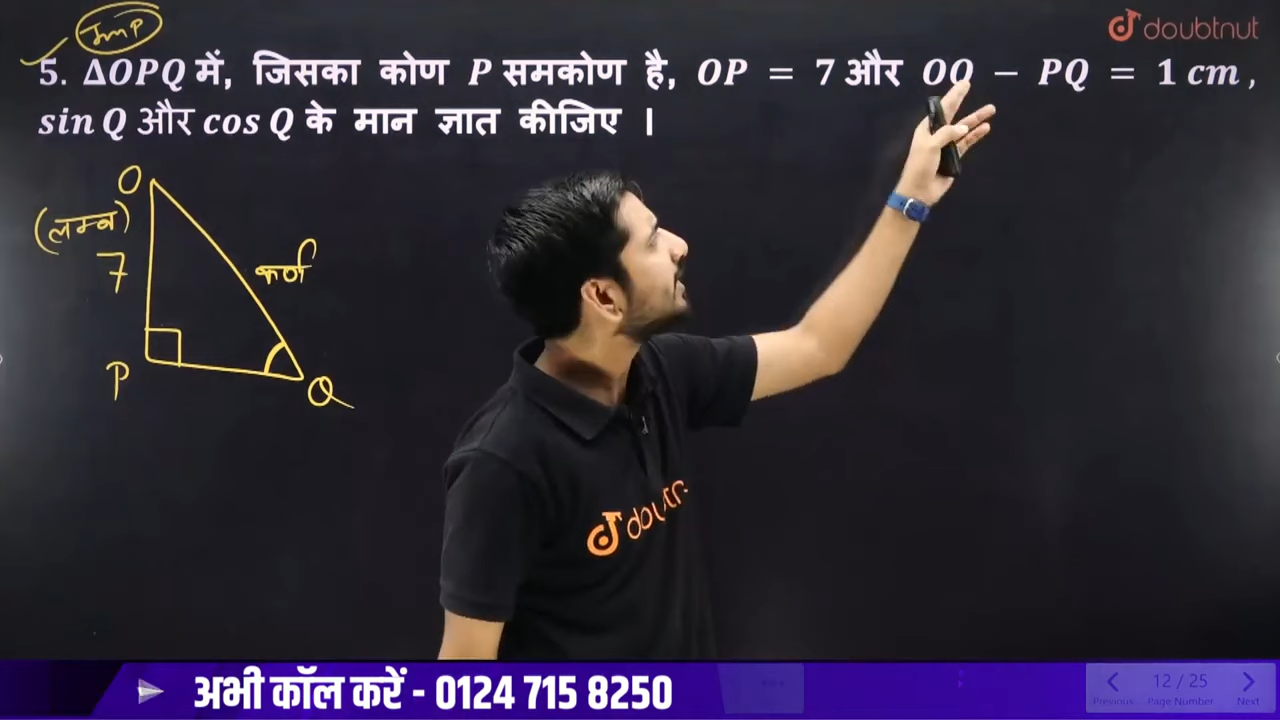 Imp
doubtnut
5. ΔOPQ में, जिसका कोण P समकोण है, OP = 7 और OQ - PQ = 1 cm,
sin Q और cos Q के मान ज्ञात कीजिए ।
O
(लम्ब)
7
कर्ण
P
Q
अभी कॉल करें - 0124 715 8250
12 / 25
Previous Page Number Next